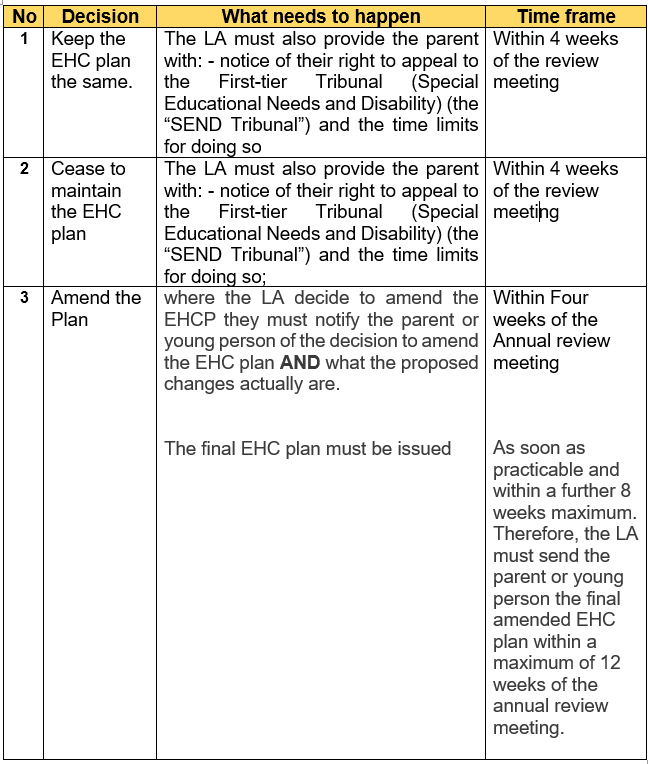 No Decision What needs to happen Time frame
1 Keep the EHC plan the same.
The LA must also provide the parent
with: - notice of their right to appeal to
the First-tier Tribunal (Special
Educational Needs and Disability) (the
“SEND Tribunal”) and the time limits
for doing so
Within 4 weeks
of the review
meeting
2 Cease to
maintain
the EHC
plan
The LA must also provide the parent
with: - notice of their right to appeal to
the First-tier Tribunal (Special
Educational Needs and Disability) (the
“SEND Tribunal”) and the time limits
for doing so;
Within 4 weeks
of the review
meeting
3 Amend the
Plan
where the LA decide to amend the
EHCP they must notify the parent or
young person of the decision to amend
the EHC plan AND what the proposed
changes actually are.
Within Four
weeks of the
Annual review
meeting
The final EHC plan must be issued
As soon as
practicable and
within a further 8
weeks maximum.
Therefore, the LA
must send the
parent or young
person the final
amended EHC
plan within a
maximum of 12
weeks of the
annual review
meeting.